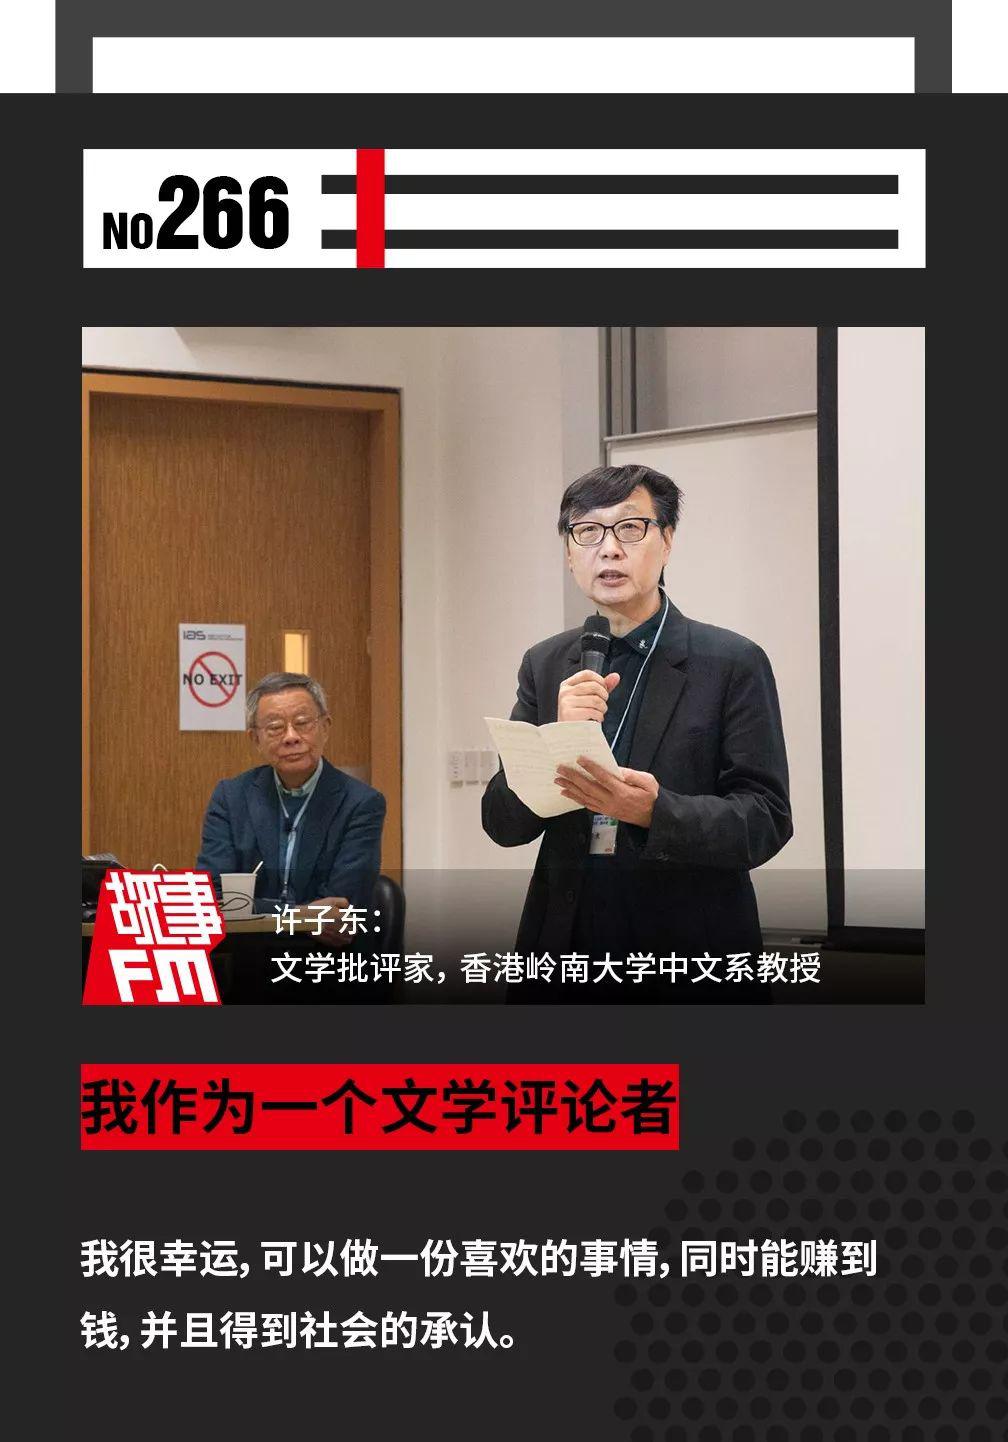 NO266
ias
NO EXIT
故事
FM
许子东：
文学批评家，香港岭南大学中文系教授
我作为一个文学评论者
我很幸运，可以做一份喜欢的事情，同时能赚到
钱，并且得到社会的承认。